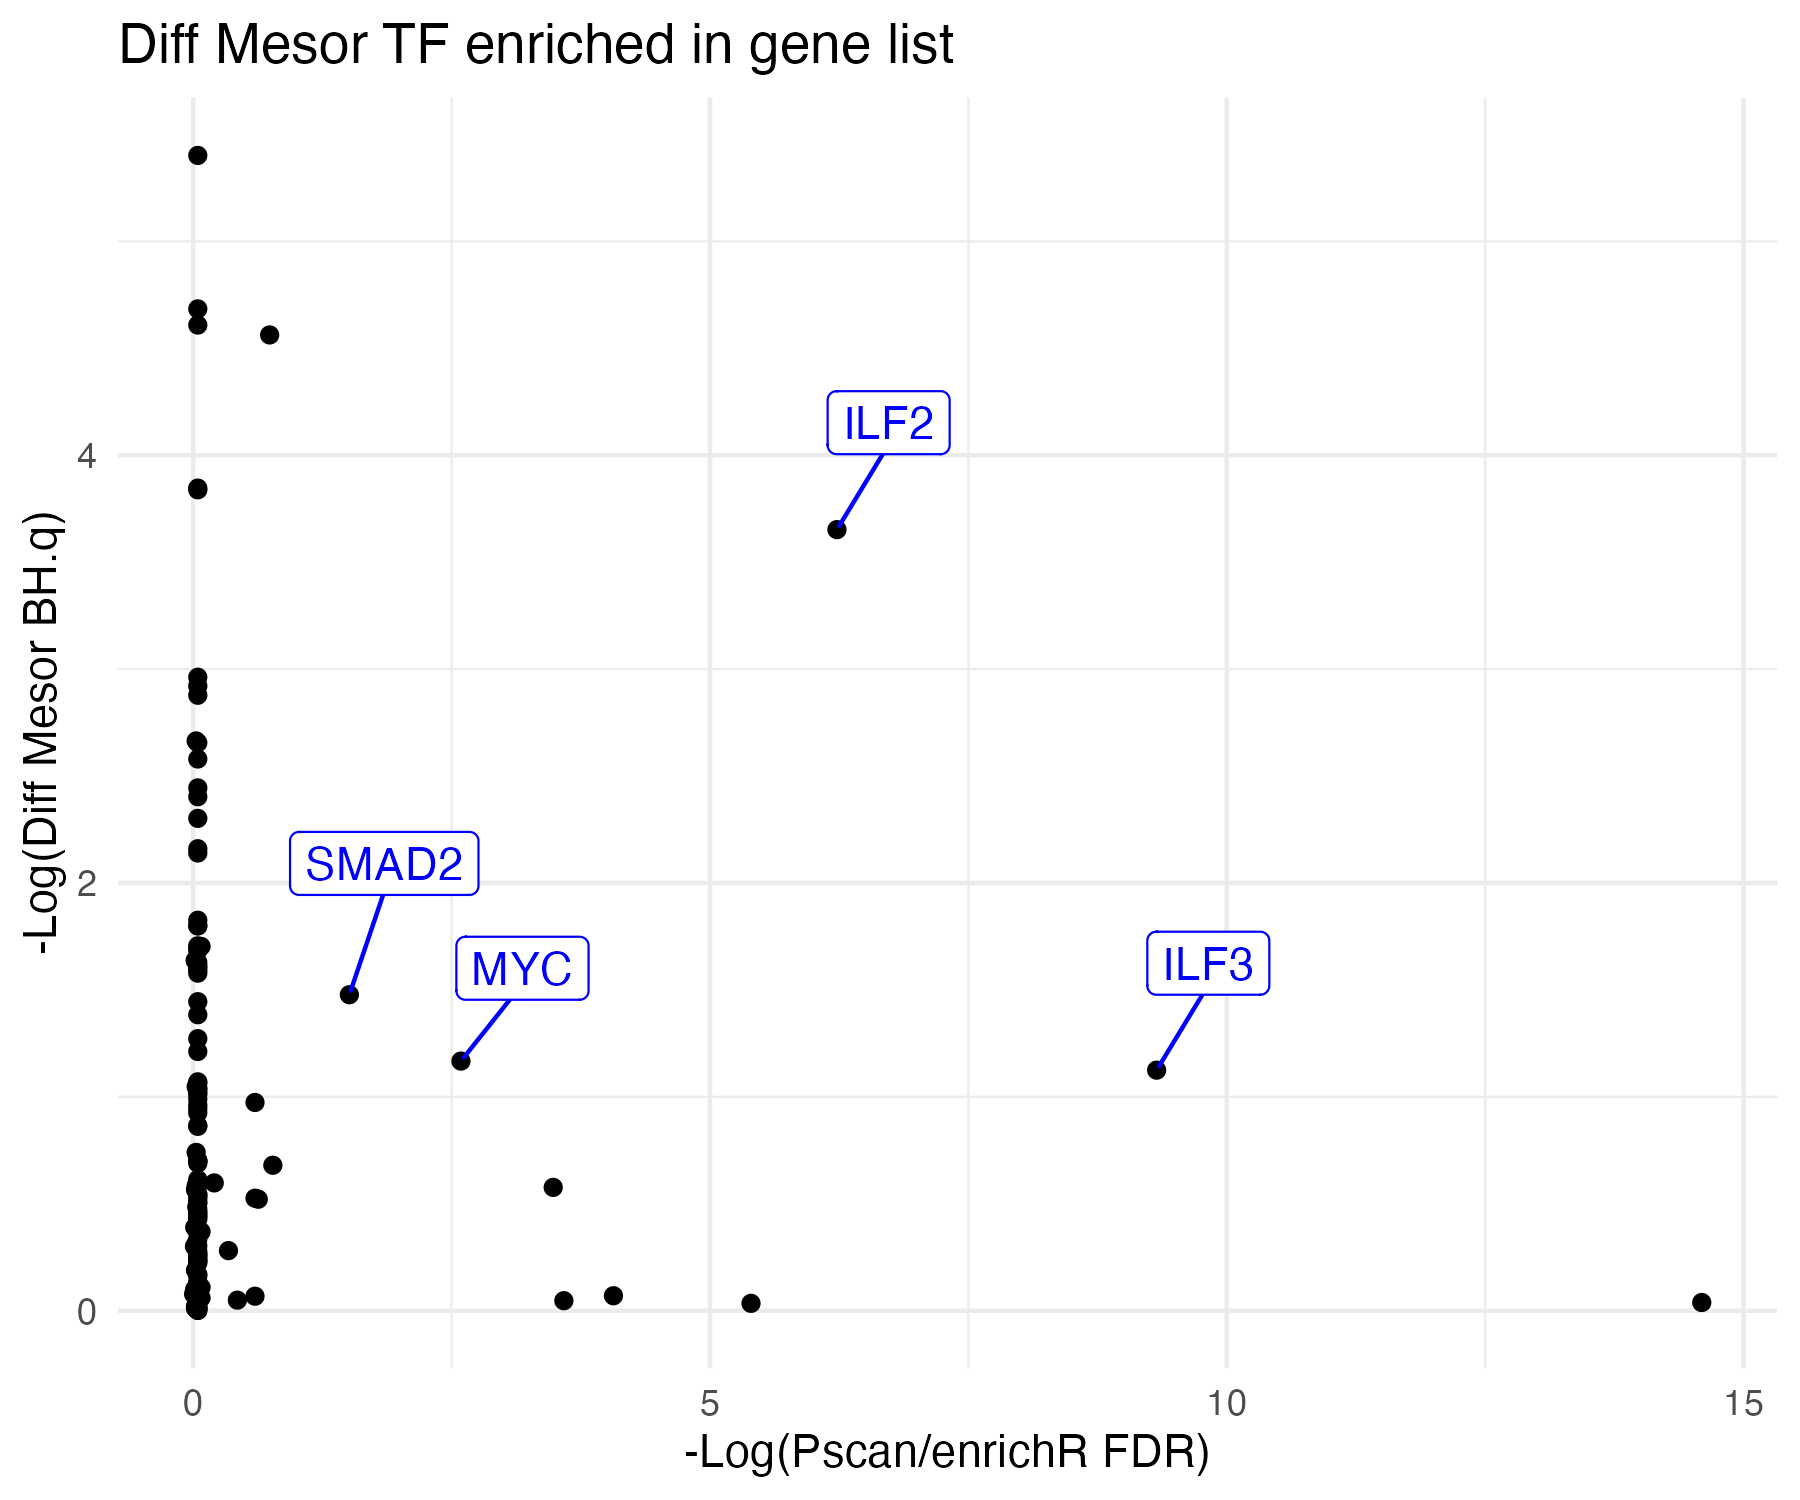 Diff Mesor TF enriched in gene list
-Log(Diff Mesor BH.q)
4
2
0
ILF2
SMAD2
MYC
ILF3
0
5
10
15
-Log(Pscan/enrichR FDR)